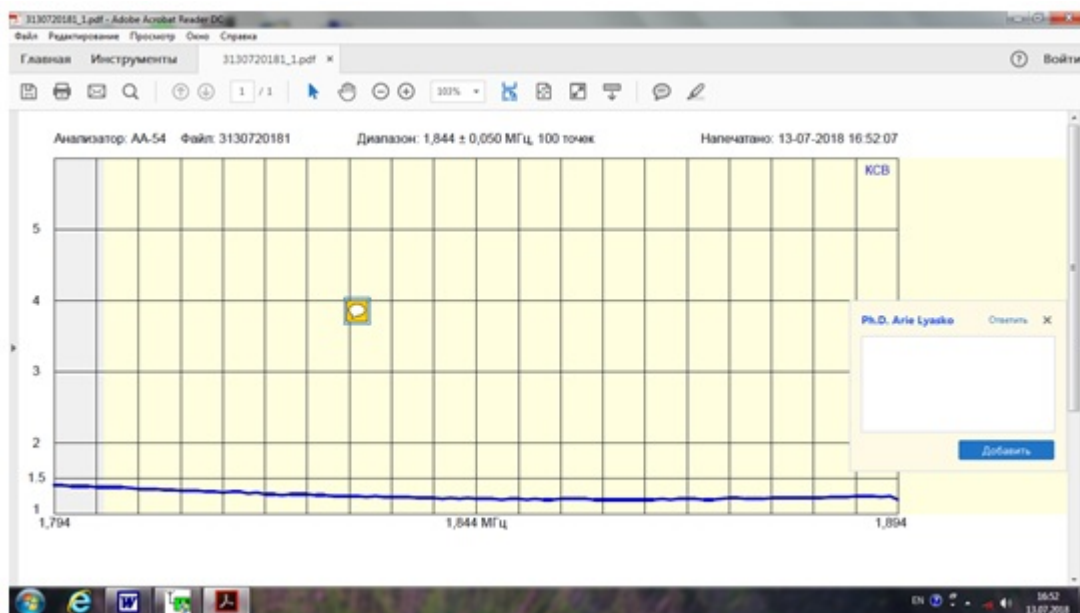 3130720181_1.pdf - Adobe Acrobat Reader DC
Файл Редактирование Просмотр Окно Справка
Главная Инструменты 3130720181_1.pdf × Войти
1 / 1 103%
Анализатор: AA-54 Файл: 3130720181 Диапазон: 1,844 ± 0,050 МГц, 100 точек Напечатано: 13-07-2018 16:52:07
КСВ
5
4
Ph.D. Arie Lyasko Ответить
3
2
Добавить
1.5
1
1,794 1,844 МГц 1,894
EN 16:52
13.07.2018